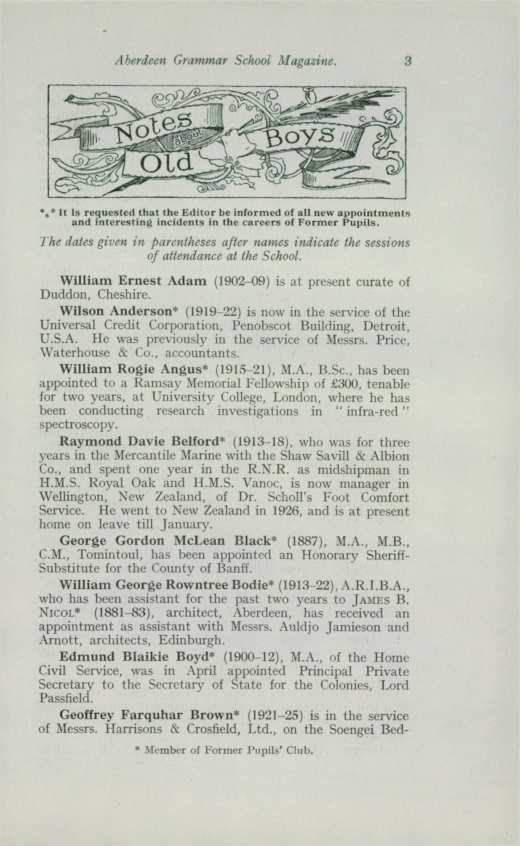 Aberdeen Grammar School Magazine. 3
Notes
About
Old
Boys
*⁎* It is requested that the Editor be informed of all new appointments
and interesting incidents in the careers of Former Pupils.
The dates given in parentheses after names indicate the sessions
of attendance at the School.
William Ernest Adam (1902–09) is at present curate of
Duddon, Cheshire.
Wilson Anderson* (1919–22) is now in the service of the
Universal Credit Corporation, Penobscot Building, Detroit,
U.S.A. He was previously in the service of Messrs. Price,
Waterhouse & Co., accountants.
William Rogie Angus* (1915–21), M.A., B.Sc., has been
appointed to a Ramsay Memorial Fellowship of £300, tenable
for two years, at University College, London, where he has
been conducting research investigations in " infra-red "
spectroscopy.
Raymond Davie Belford* (1913–18), who was for three
years in the Mercantile Marine with the Shaw Savill & Albion
Co., and spent one year in the R.N.R. as midshipman in
H.M.S. Royal Oak and H.M.S. Vanoc, is now manager in
Wellington, New Zealand, of Dr. Scholl's Foot Comfort
Service. He went to New Zealand in 1926, and is at present
home on leave till January.
George Gordon McLean Black* (1887), M.A., M.B.,
C.M., Tomintoul, has been appointed an Honorary Sheriff-
Substitute for the County of Banff.
William George Rowntree Bodie* (1913–22), A.R.I.B.A.,
who has been assistant for the past two years to JAMES B.
NICOL* (1881–83), architect, Aberdeen, has received an
appointment as assistant with Messrs. Auldjo Jamieson and
Arnott, architects, Edinburgh.
Edmund Blaikie Boyd* (1900–12), M.A., of the Home
Civil Service, was in April appointed Principal Private
Secretary to the Secretary of State for the Colonies, Lord
Passfield.
Geoffrey Farquhar Brown* (1921–25) is in the service
of Messrs. Harrisons & Crosfield, Ltd., on the Soengei Bed-
* Member of Former Pupils' Club.